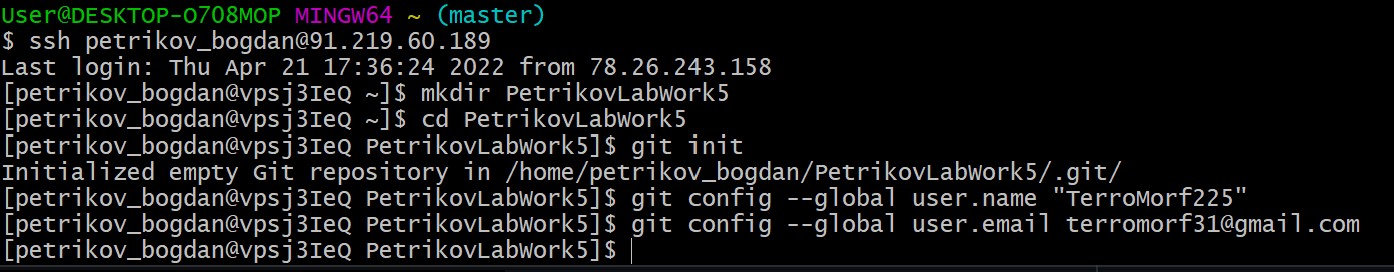 User@DESKTOP-O7O8MOP MINGW64 ~ (master)
$ ssh petrikov_bogdan@91.219.60.189
Last login: Thu Apr 21 17:36:24 2022 from 78.26.243.158
[petrikov_bogdan@vpsj3IeQ ~]$ mkdir PetrikovLabWork5
[petrikov_bogdan@vpsj3IeQ ~]$ cd PetrikovLabWork5
[petrikov_bogdan@vpsj3IeQ PetrikovLabWork5]$ git init
Initialized empty Git repository in /home/petrikov_bogdan/PetrikovLabWork5/.git/
[petrikov_bogdan@vpsj3IeQ PetrikovLabWork5]$ git config --global user.name "TerroMorf225"
[petrikov_bogdan@vpsj3IeQ PetrikovLabWork5]$ git config --global user.email terromorf31@gmail.com
[petrikov_bogdan@vpsj3IeQ PetrikovLabWork5]$